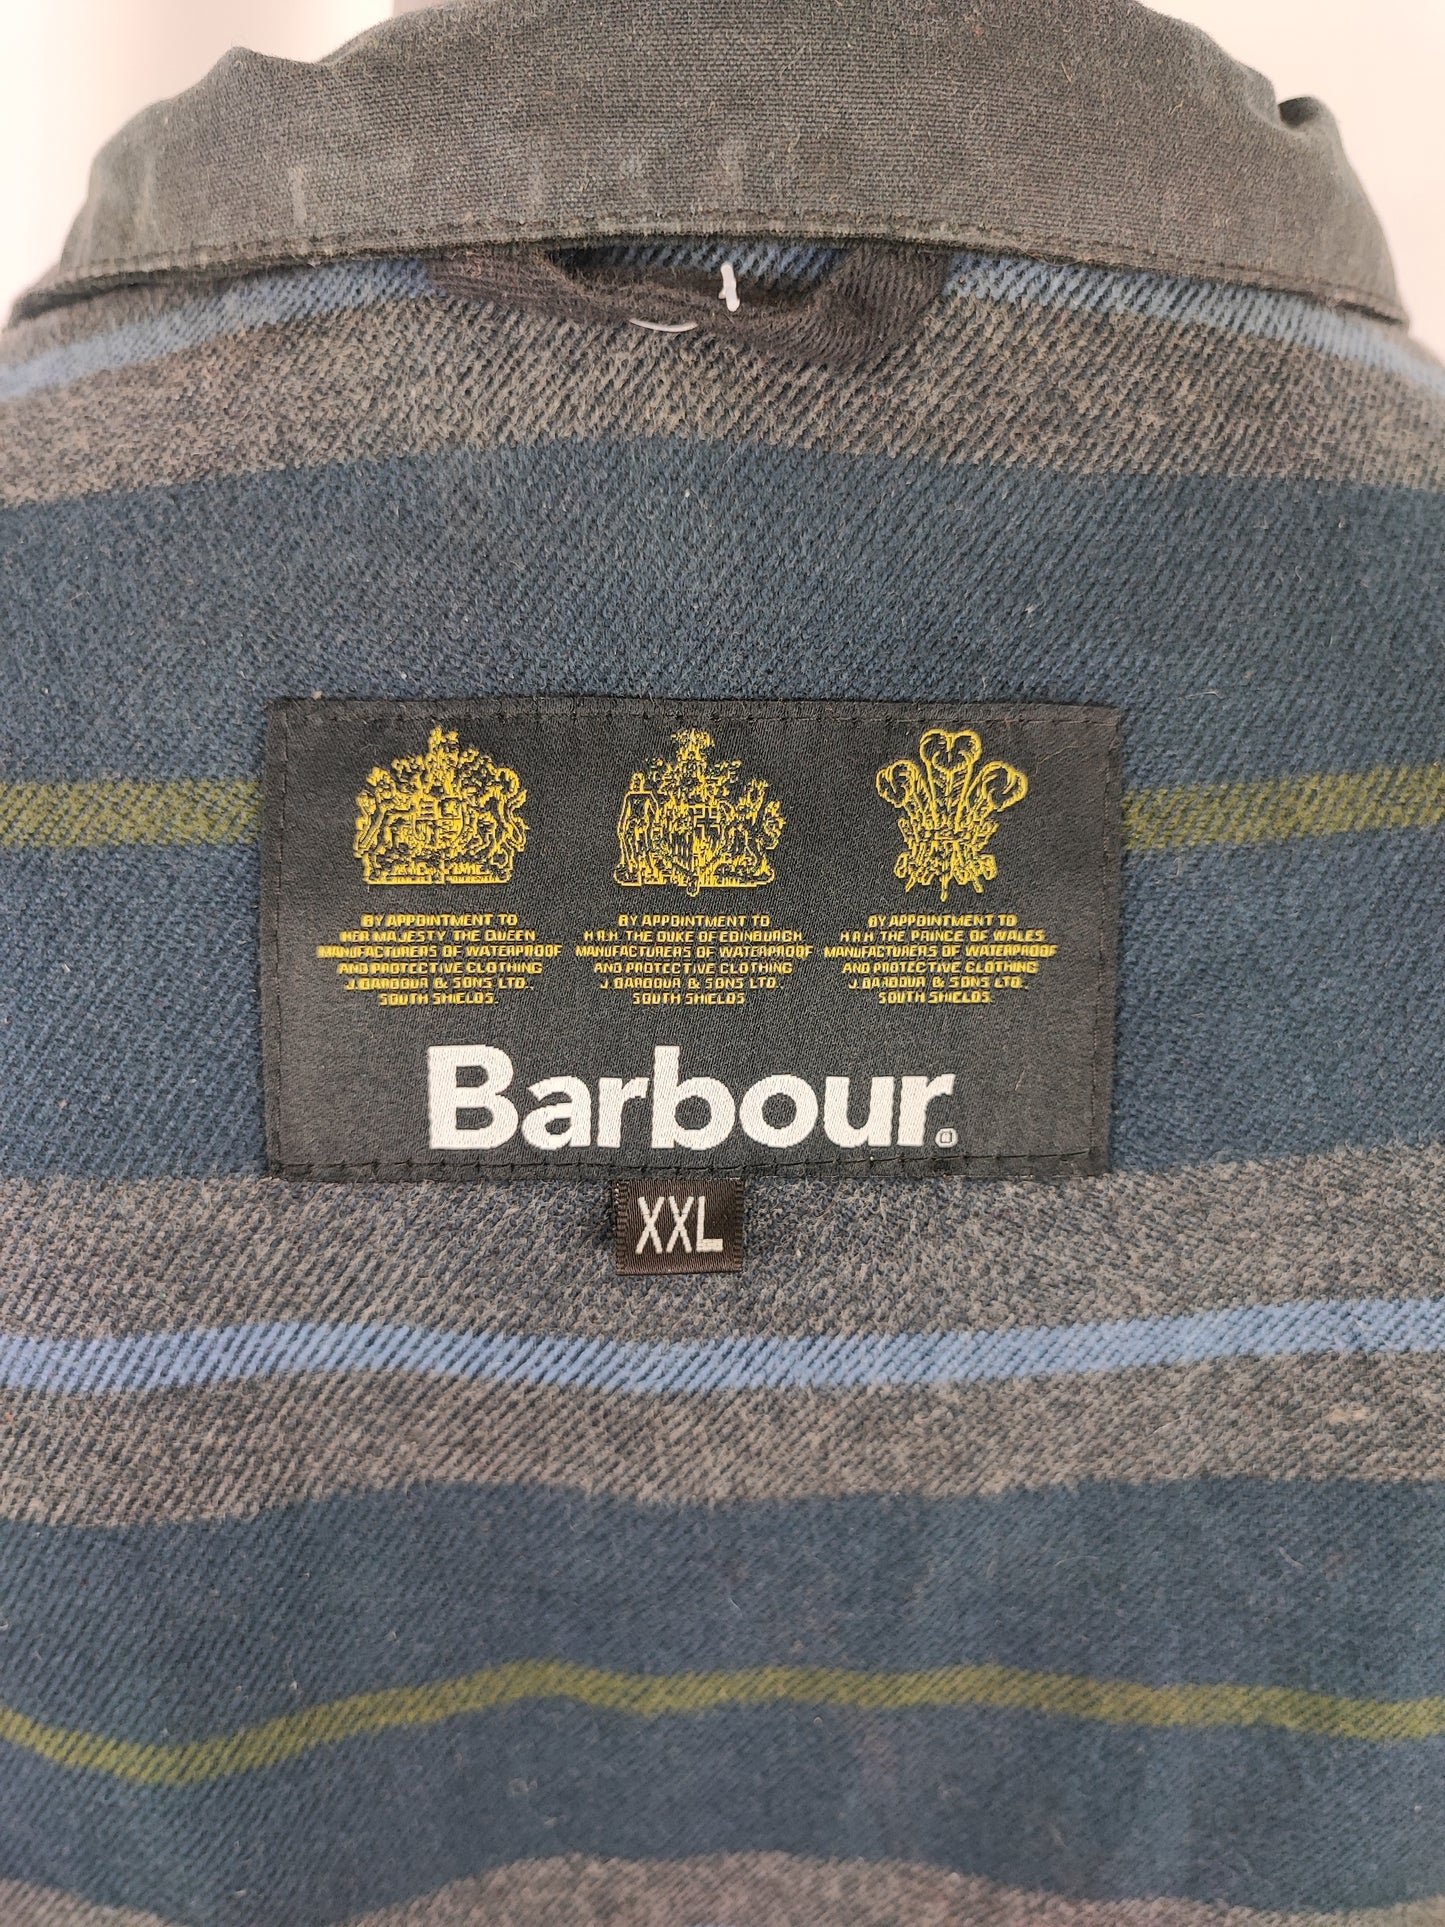 BY APPOINTMENT TO
HER MAJESTY THE QUEEN
MANUFACTURERS OF WATERPROOF
AND PROTECTIVE CLOTHING
J. BARBOUR & SONS LTD.
SOUTH SHIELDS.
BY APPOINTMENT TO
H.R.H. THE DUKE OF EDINBURGH
MANUFACTURERS OF WATERPROOF
AND PROTECTIVE CLOTHING
J. BARBOUR & SONS LTD.
SOUTH SHIELDS
BY APPOINTMENT TO
H.R.H. THE PRINCE OF WALES
MANUFACTURERS OF WATERPROOF
AND PROTECTIVE CLOTHING
J. BARBOUR & SONS LTD.
SOUTH SHIELDS.
Barbour.
XXL